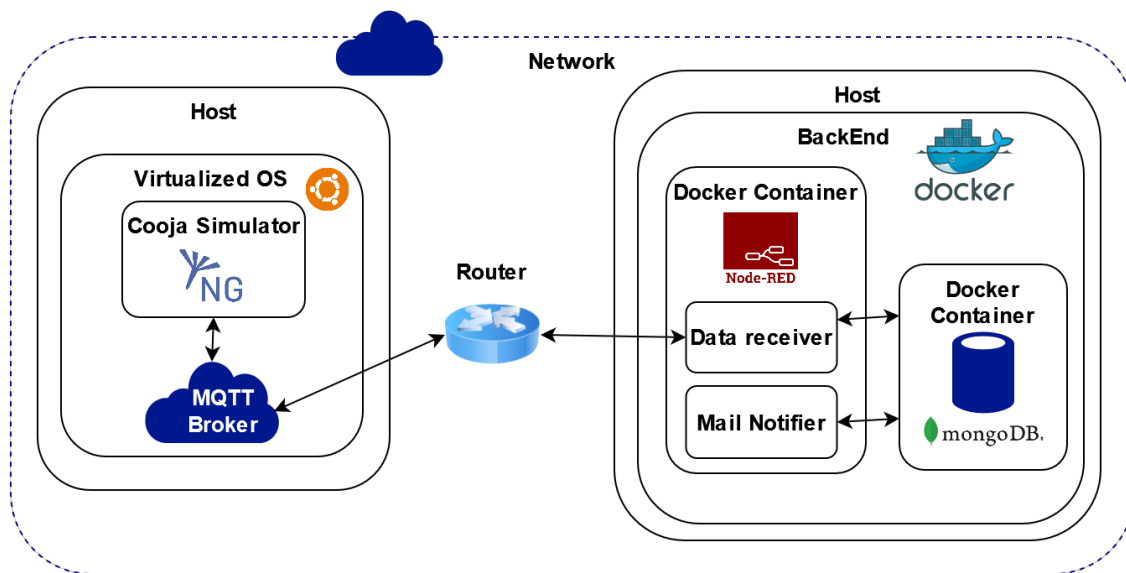 Network
Host
Virtualized OS
Cooja Simulator
NG
MQTT
Broker
Router
Host
BackEnd
docker
Docker Container
Node-RED
Data receiver
Mail Notifier
Docker
Container
mongoDB.